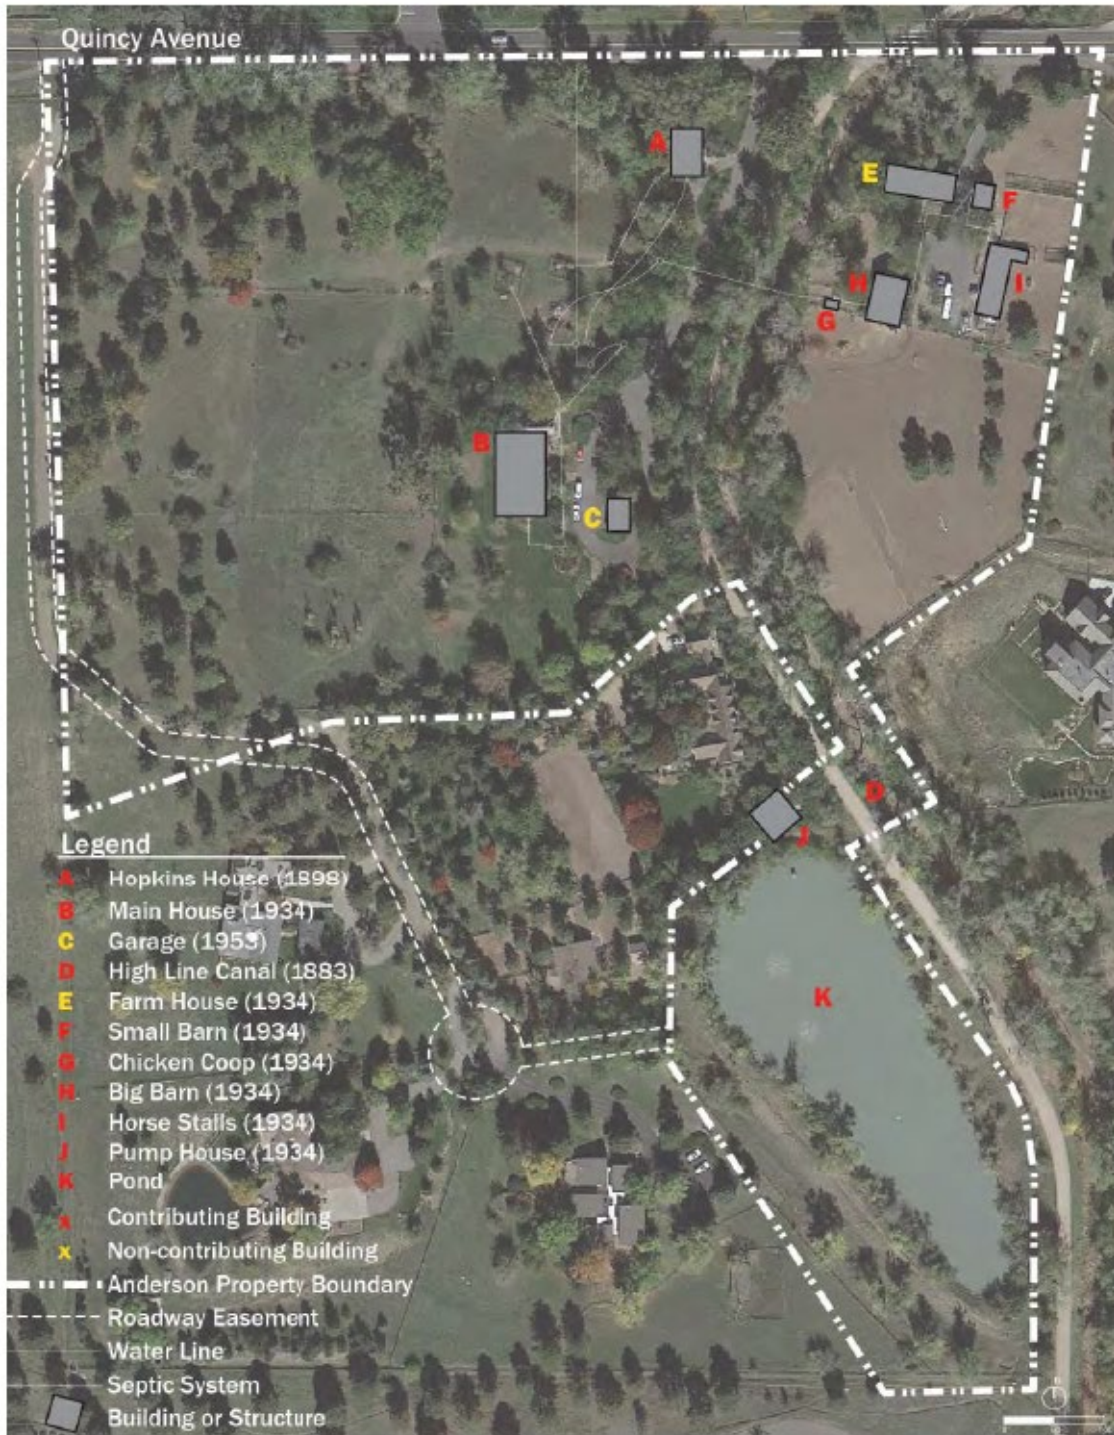 Quincy Avenue
A
E
F
H
I
G
B
C
D
J
K
Legend
A Hopkins House (1898)
B Main House (1934)
C Garage (1953)
D High Line Canal (1883)
E Farm House (1934)
F Small Barn (1934)
G Chicken Coop (1934)
H Big Barn (1934)
I Horse Stalls (1934)
J Pump House (1934)
K Pond
x Contributing Building
x Non-contributing Building
Anderson Property Boundary
Roadway Easement
Water Line
Septic System
Building or Structure